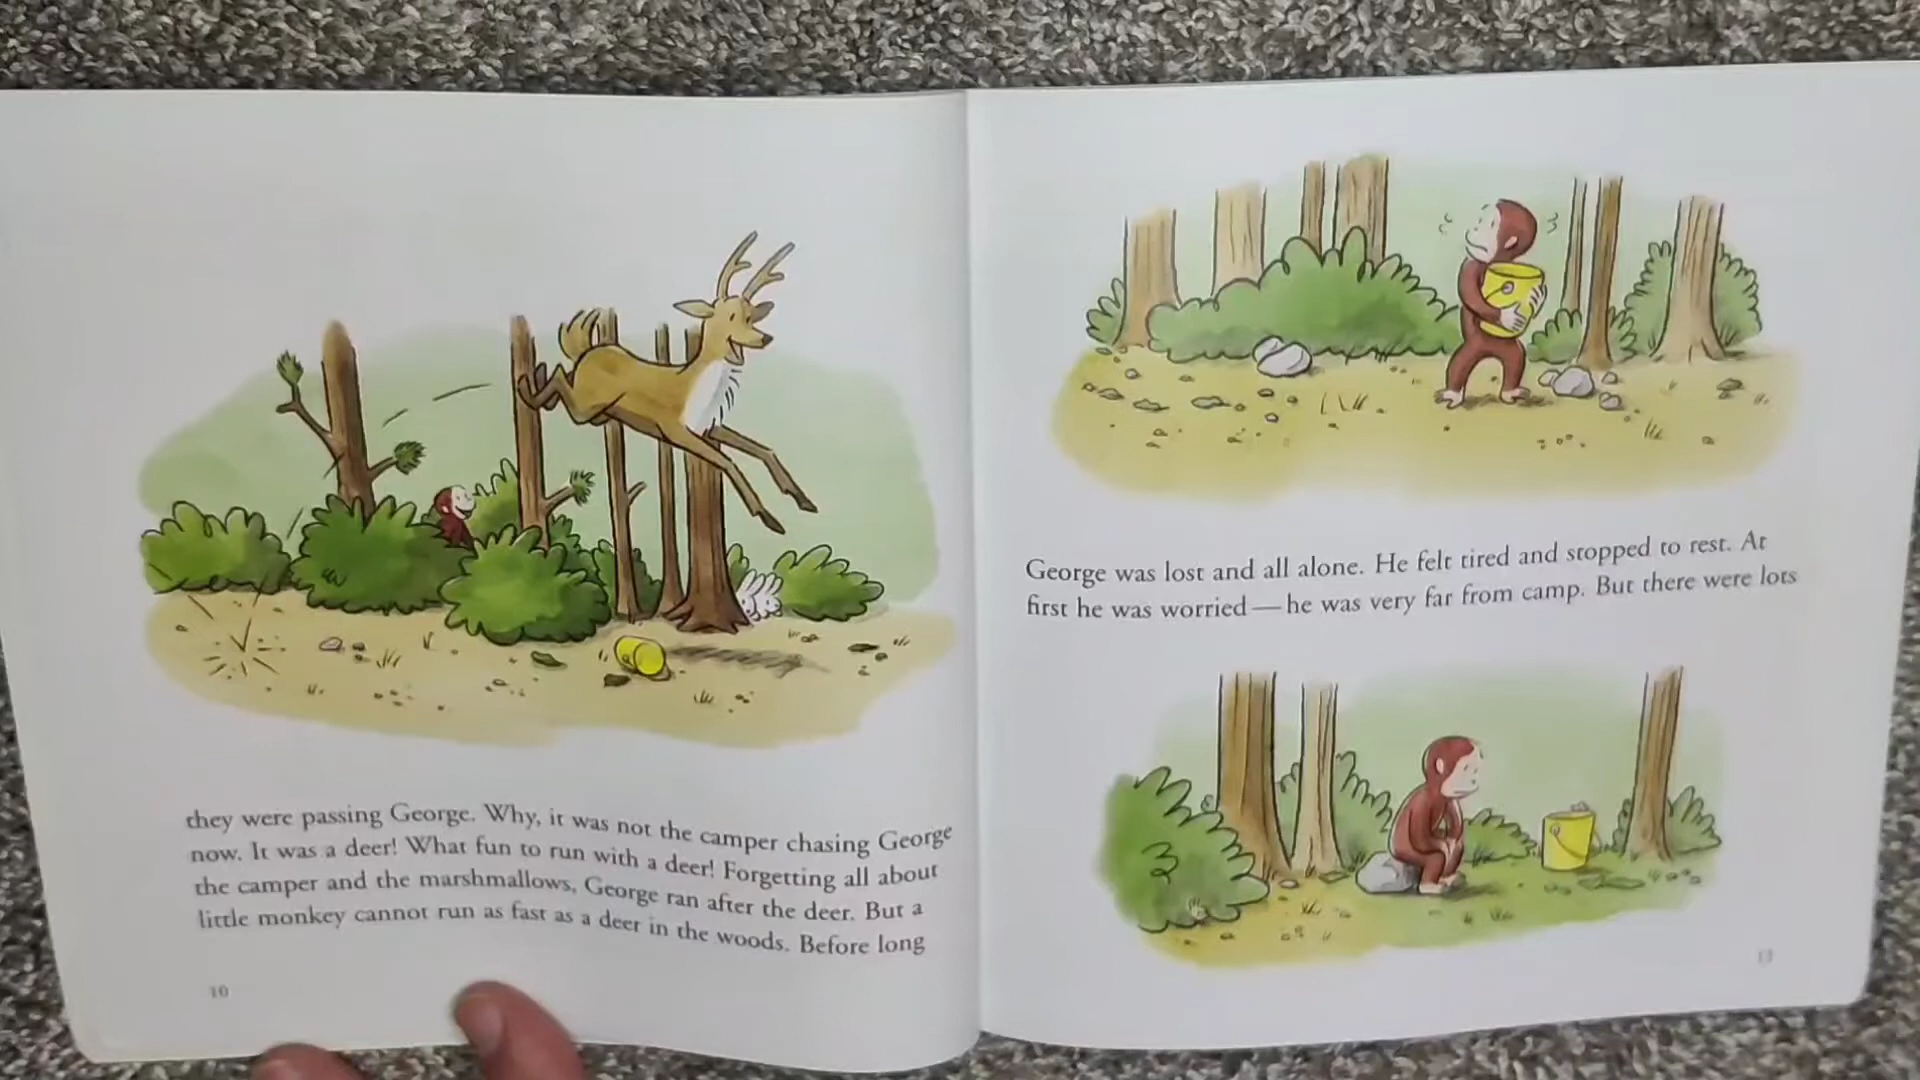 they were passing George. Why, it was not the camper chasing George
now. It was a deer! What fun to run with a deer! Forgetting all about
the camper and the marshmallows, George ran after the deer. But a
little monkey cannot run as fast as a deer in the woods. Before long
10
George was lost and all alone. He felt tired and stopped to rest. At
first he was worried — he was very far from camp. But there were lots